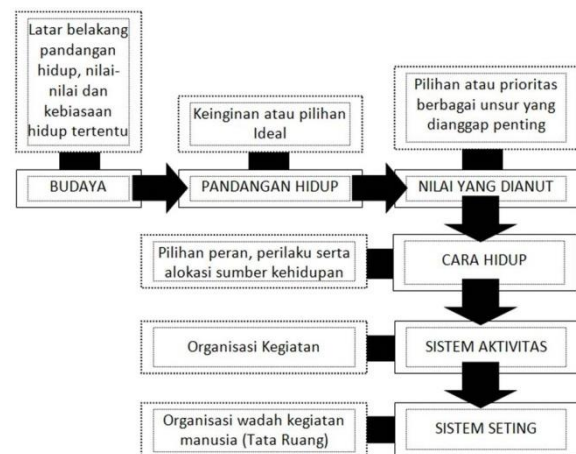 Latar belakang
pandangan
hidup, nilai-
nilai dan
kebiasaan
hidup tertentu
Keinginan atau pilihan
Ideal
Pilihan atau prioritas
berbagai unsur yang
dianggap penting
BUDAYA
PANDANGAN HIDUP
NILAI YANG DIANUT
Pilihan peran, perilaku serta
alokasi sumber kehidupan
CARA HIDUP
Organisasi Kegiatan
SISTEM AKTIVITAS
Organisasi wadah kegiatan
manusia (Tata Ruang)
SISTEM SETING